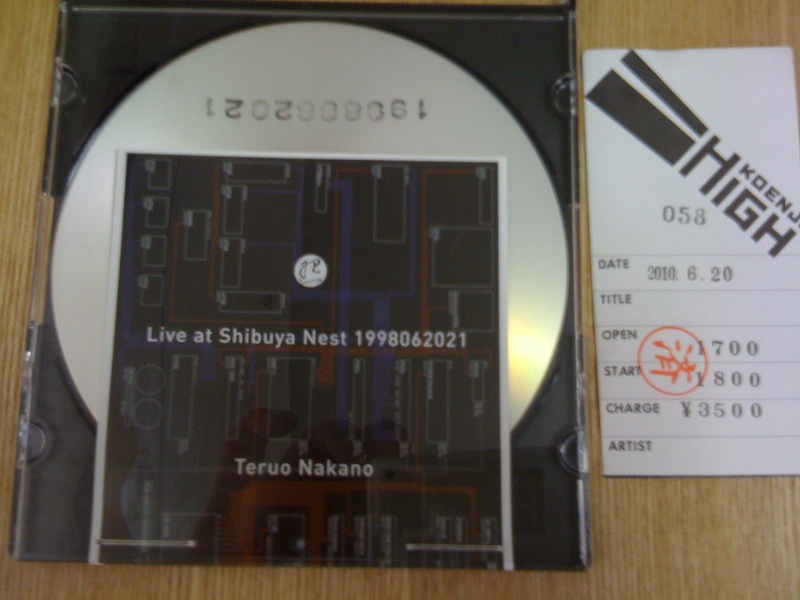 1998062021
Live at Shibuya Nest 1998062021
Teruo Nakano
KOENJI
HIGH
058
DATE 2010. 6. 20
TITLE
OPEN 1700
START 1800
CHARGE ¥3500
ARTIST